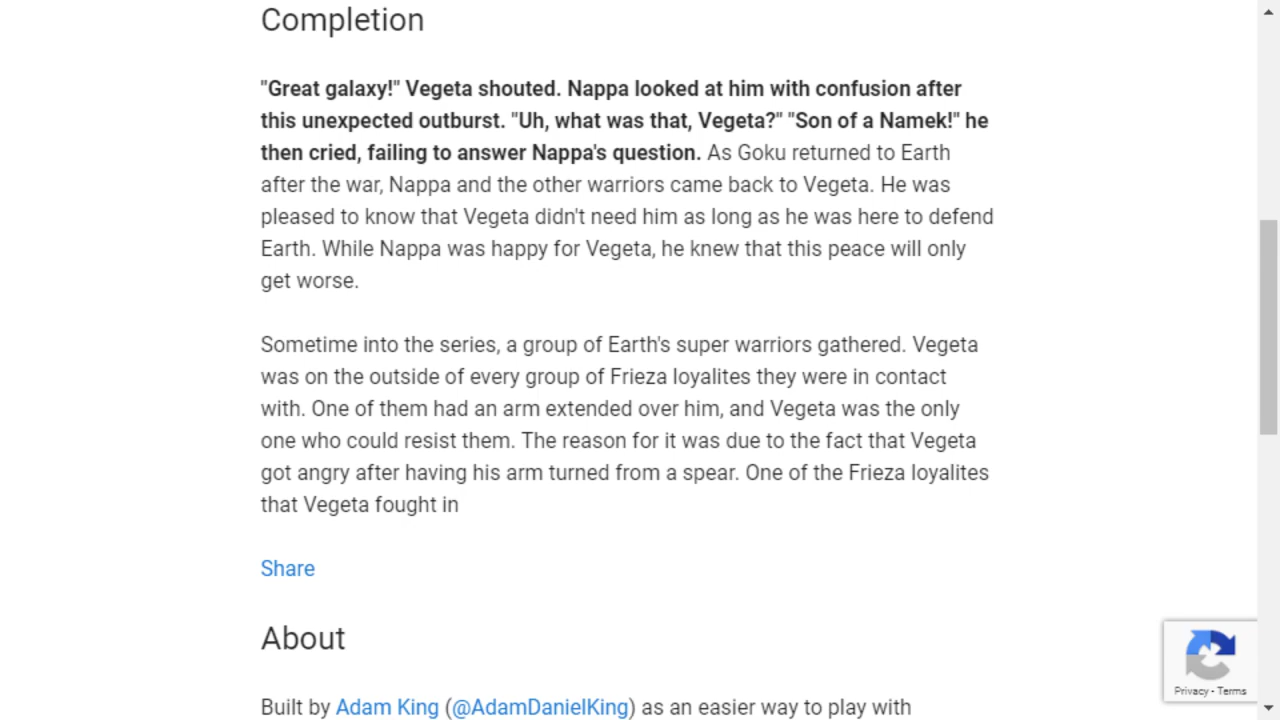 Completion
"Great galaxy!" Vegeta shouted. Nappa looked at him with confusion after
this unexpected outburst. "Uh, what was that, Vegeta?" "Son of a Namek!" he
then cried, failing to answer Nappa's question. As Goku returned to Earth
after the war, Nappa and the other warriors came back to Vegeta. He was
pleased to know that Vegeta didn't need him as long as he was here to defend
Earth. While Nappa was happy for Vegeta, he knew that this peace will only
get worse.
Sometime into the series, a group of Earth's super warriors gathered. Vegeta
was on the outside of every group of Frieza loyalites they were in contact
with. One of them had an arm extended over him, and Vegeta was the only
one who could resist them. The reason for it was due to the fact that Vegeta
got angry after having his arm turned from a spear. One of the Frieza loyalites
that Vegeta fought in
Share
About
Built by Adam King (@AdamDanielKing) as an easier way to play with
Privacy - Terms